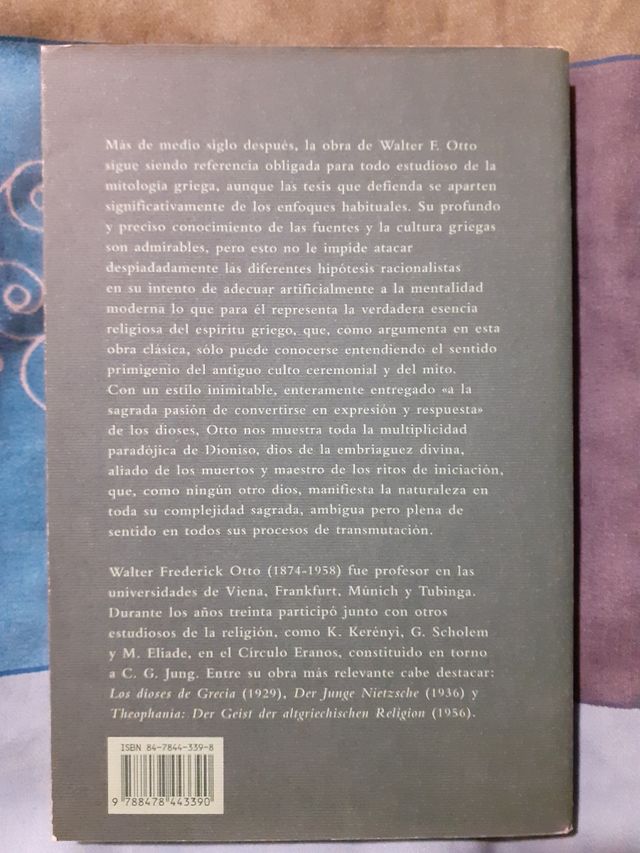 Más de medio siglo después, la obra de Walter F. Otto
sigue siendo referencia obligada para todo estudioso de la
mitología griega, aunque las tesis que defienda se aparten
significativamente de los enfoques habituales. Su profundo
y preciso conocimiento de las fuentes y la cultura griegas
son admirables, pero esto no le impide atacar
despiadadamente las diferentes hipótesis racionalistas
en su intento de adecuar artificialmente a la mentalidad
moderna lo que para él representa la verdadera esencia
religiosa del espíritu griego, que, como argumenta en esta
obra clásica, sólo puede conocerse entendiendo el sentido
primigenio del antiguo culto ceremonial y del mito.
Con un estilo inimitable, enteramente entregado «a la
sagrada pasión de convertirse en expresión y respuesta»
de los dioses, Otto nos muestra toda la multiplicidad
paradójica de Dioniso, dios de la embriaguez divina,
aliado de los muertos y maestro de los ritos de iniciación,
que, como ningún otro dios, manifiesta la naturaleza en
toda su complejidad sagrada, ambigua pero plena de
sentido en todos sus procesos de transmutación.
Walter Frederick Otto (1874-1958) fue profesor en las
universidades de Viena, Frankfurt, Múnich y Tubinga.
Durante los años treinta participó junto con otros
estudiosos de la religión, como K. Kerényi, G. Scholem
y M. Eliade, en el Círculo Eranos, constituido en torno
a C. G. Jung. Entre su obra más relevante cabe destacar:
Los dioses de Grecia (1929), Der Junge Nietzsche (1936) y
Theophania: Der Geist der altgriechischen Religion (1956).
ISBN 84-7844-339-8
9 788478 443390